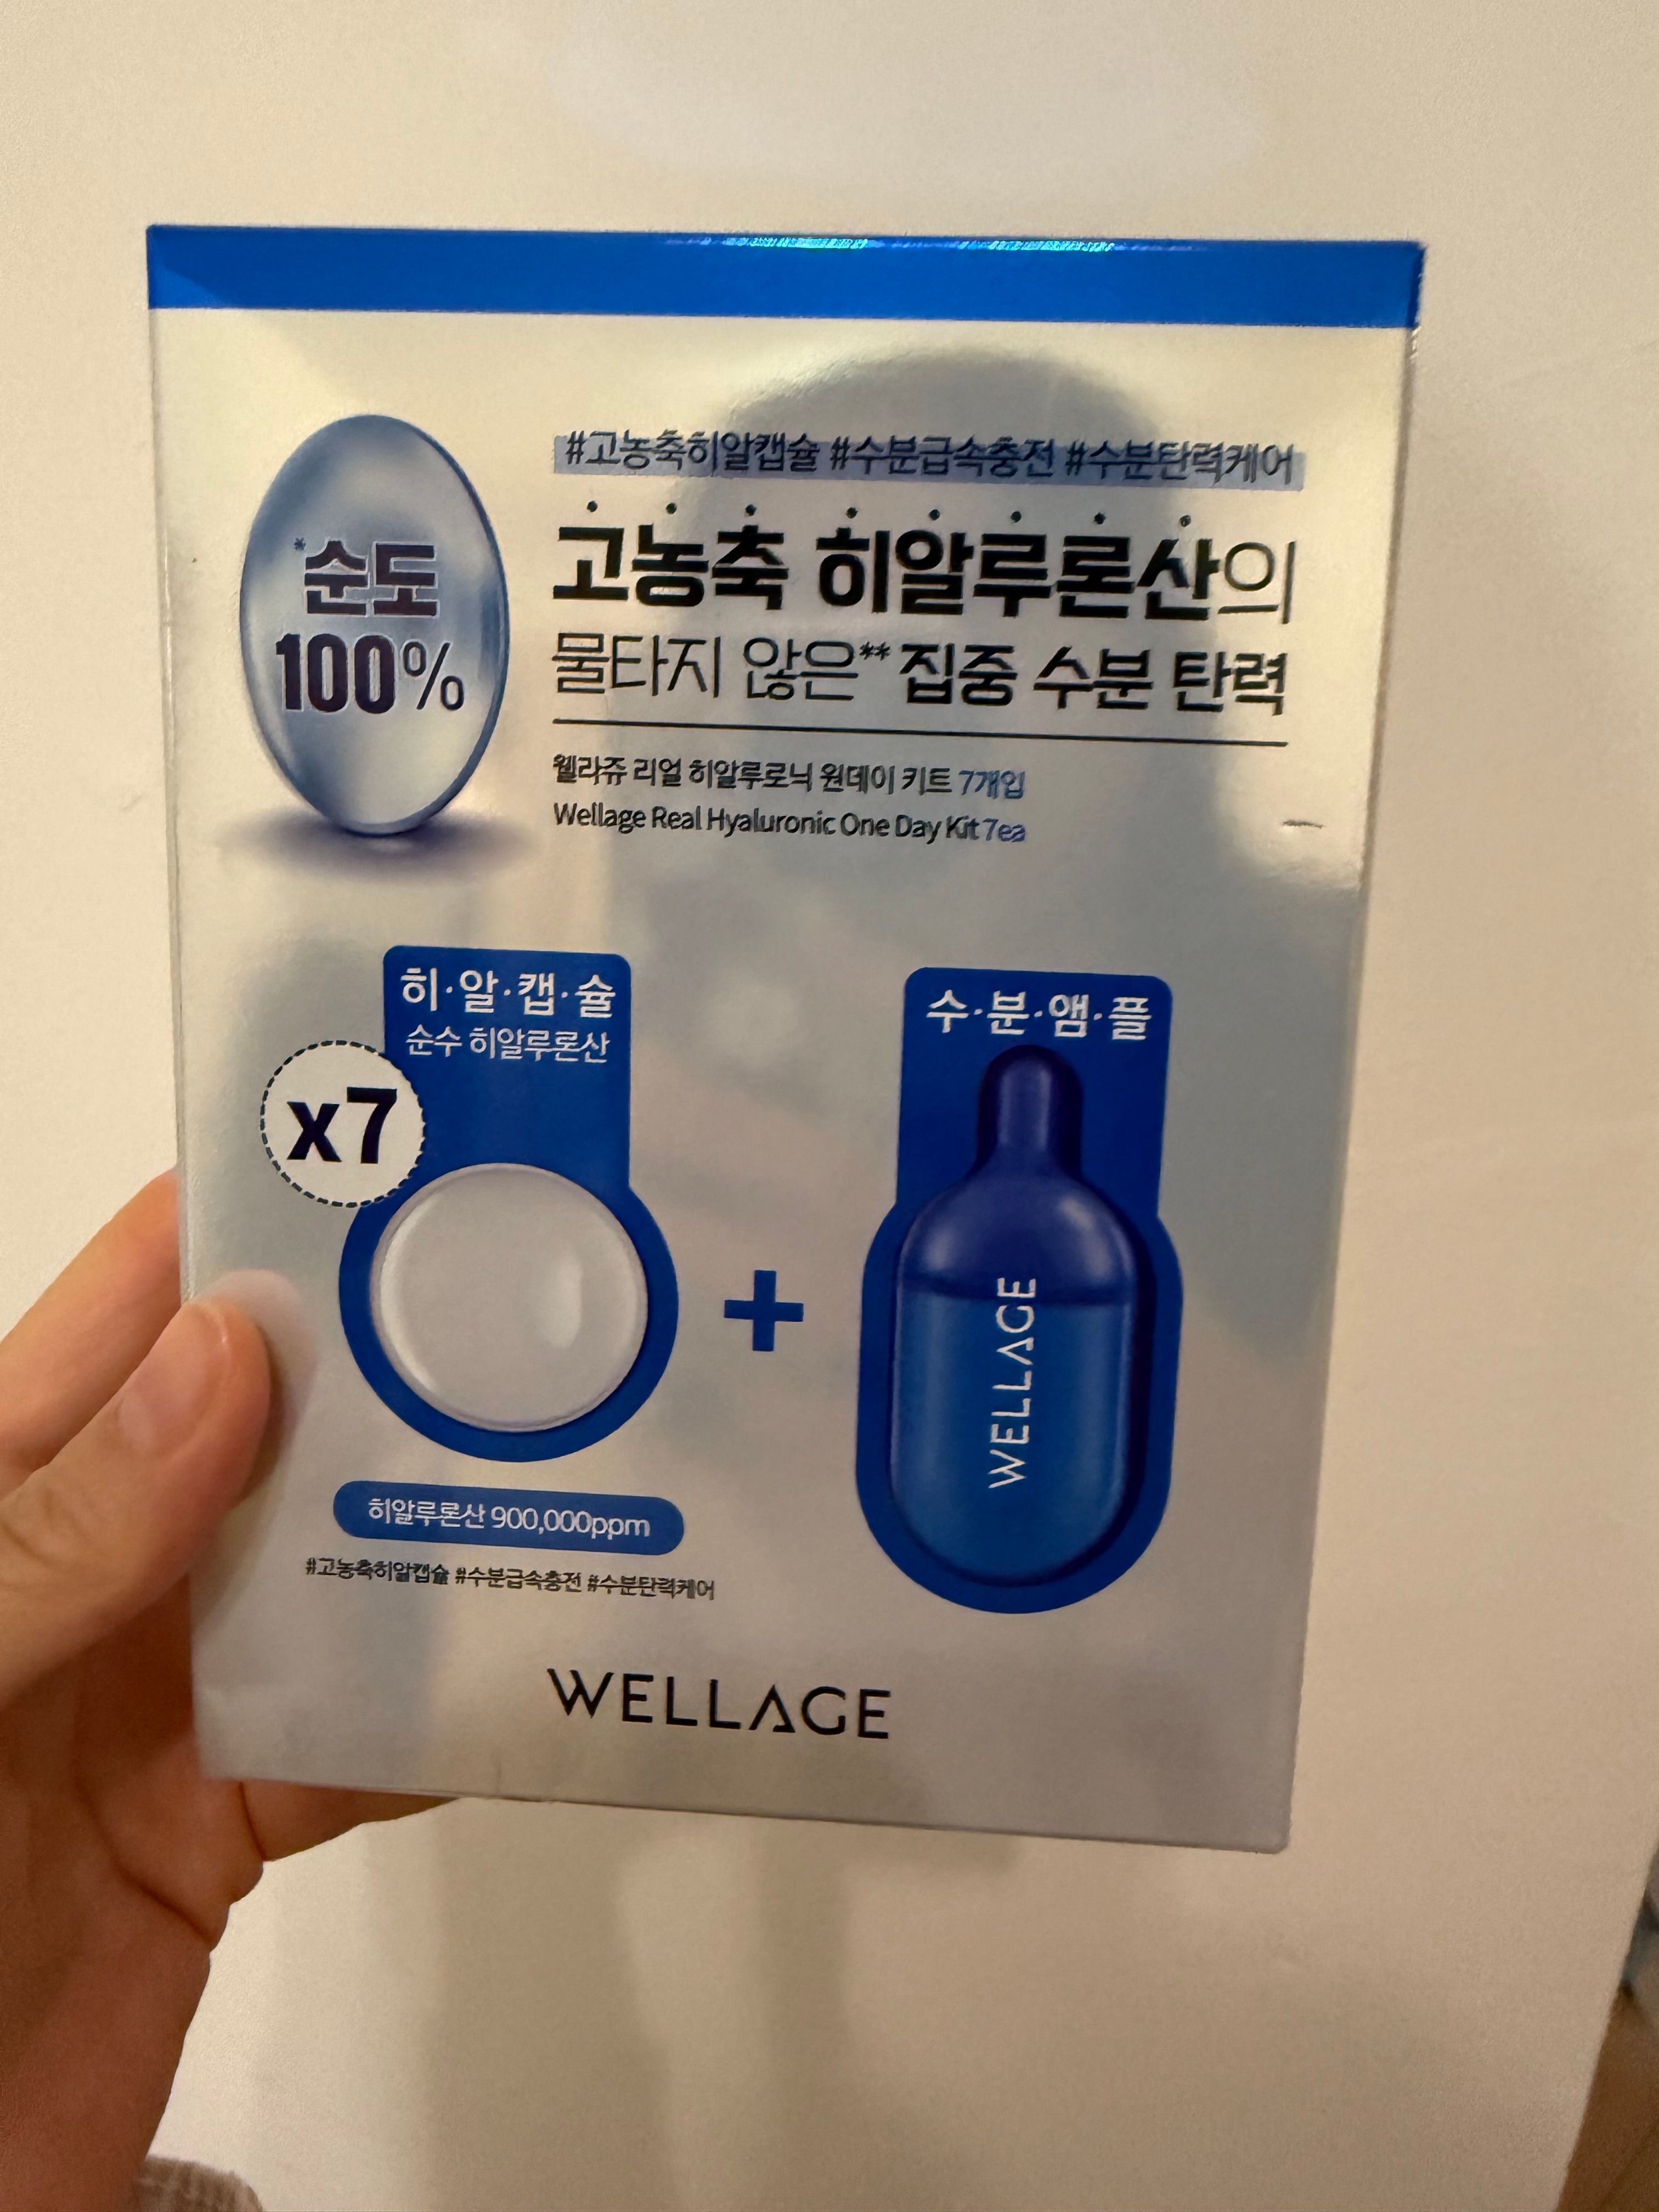 #고농축히알캡슐 #수분급속충전 #수분탄력케어
*순도
100%
고농축 히알루론산의
물타지 않은** 집중 수분 탄력
웰라쥬 리얼 히알루로닉 원데이 키트 7개입
Wellage Real Hyaluronic One Day Kit 7ea
히·알·캡·슐
순수 히알루론산
x7
히알루론산 900,000ppm
#고농축히알캡슐 #수분급속충전 #수분탄력케어
+
수·분·앰·플
WELLAGE
WELLAGE